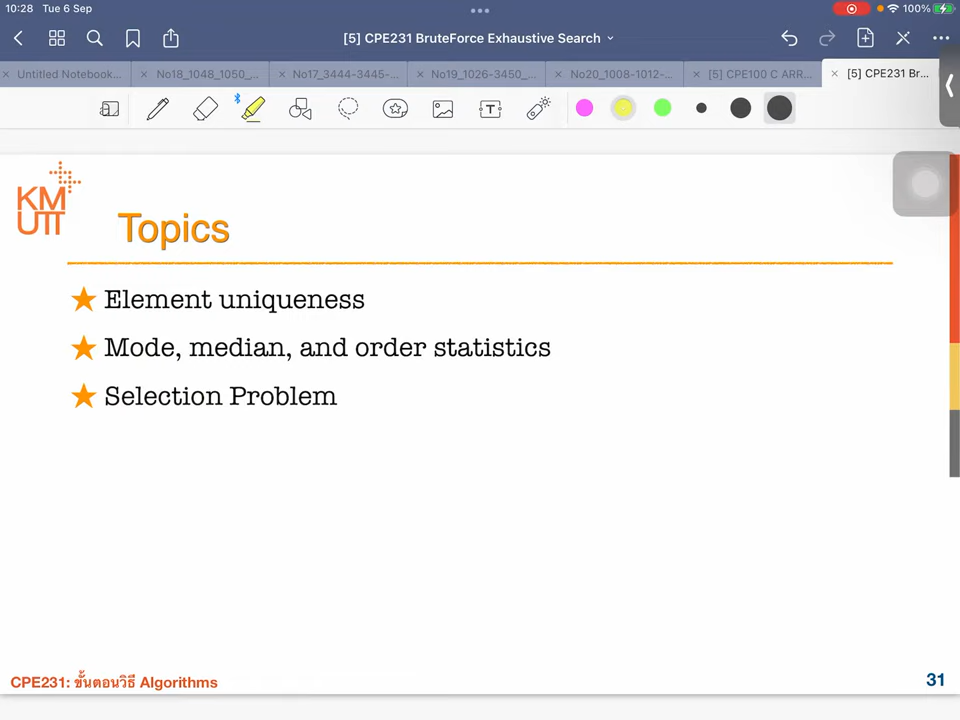 10:28 Tue 6 Sep
100%
[5] CPE231 BruteForce Exhaustive Search
Untitled Notebook...
No18_1048_1050_...
No17_3444-3445-...
No19_1026-3450_...
No20_1008-1012-...
[5] CPE100 C ARR...
[5] CPE231 Br...
KM
UTT
Topics
Element uniqueness
Mode, median, and order statistics
Selection Problem
CPE231: ขั้นตอนวิธี Algorithms
31